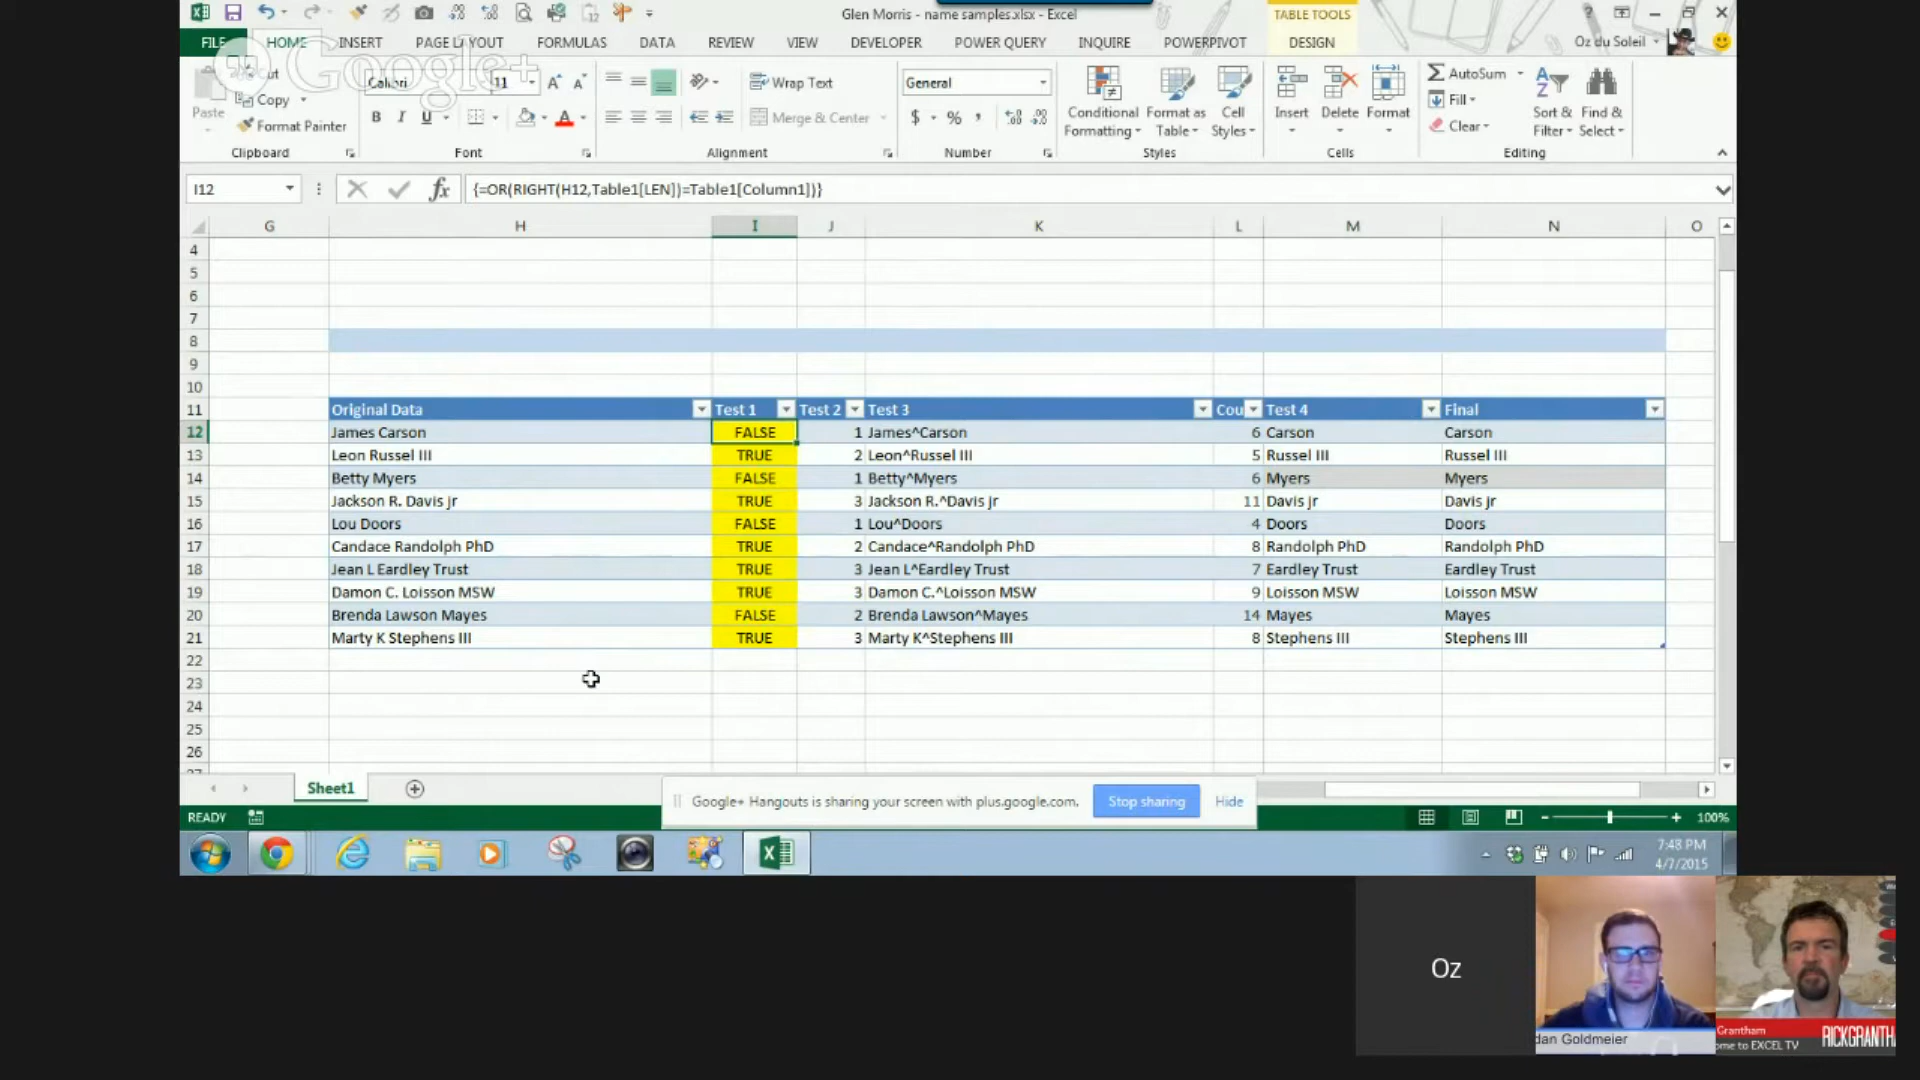 Glen Morris - name samples.xlsx - Excel
TABLE TOOLS
?
FILE HOME INSERT PAGE LAYOUT FORMULAS DATA REVIEW VIEW DEVELOPER POWER QUERY INQUIRE POWERPIVOT DESIGN Oz du Soleil
Google+
Cut
Copy
Format Painter
Paste
Clipboard
Calibri 11
B I U
Font
Wrap Text
Merge & Center
Alignment
General
$ % ,
Number
Conditional Formatting
Format as Table
Cell Styles
Styles
Insert
Delete
Format
Cells
AutoSum
Fill
Clear
Sort & Filter
Find & Select
Editing
I12 fx {=OR(RIGHT(H12,Table1[LEN])=Table1[Column1])}
G H I J K L M N O
4
5
6
7
8
9
10
11 Original Data Test 1 Test 2 Test 3 Cou Test 4 Final
12 James Carson FALSE 1 James^Carson 6 Carson Carson
13 Leon Russel III TRUE 2 Leon^Russel III 5 Russel III Russel III
14 Betty Myers FALSE 1 Betty^Myers 6 Myers Myers
15 Jackson R. Davis jr TRUE 3 Jackson R.^Davis jr 11 Davis jr Davis jr
16 Lou Doors FALSE 1 Lou^Doors 4 Doors Doors
17 Candace Randolph PhD TRUE 2 Candace^Randolph PhD 8 Randolph PhD Randolph PhD
18 Jean L Eardley Trust TRUE 3 Jean L^Eardley Trust 7 Eardley Trust Eardley Trust
19 Damon C. Loisson MSW TRUE 3 Damon C.^Loisson MSW 9 Loisson MSW Loisson MSW
20 Brenda Lawson Mayes FALSE 2 Brenda Lawson^Mayes 14 Mayes Mayes
21 Marty K Stephens III TRUE 3 Marty K^Stephens III 8 Stephens III Stephens III
22
23
24
25
26
Sheet1
Google+ Hangouts is sharing your screen with plus.google.com. Stop sharing Hide
READY 100%
7:48 PM
4/7/2015
Oz
dan Goldmeier
Grantham
ome to EXCEL TV
RICKGRANTH